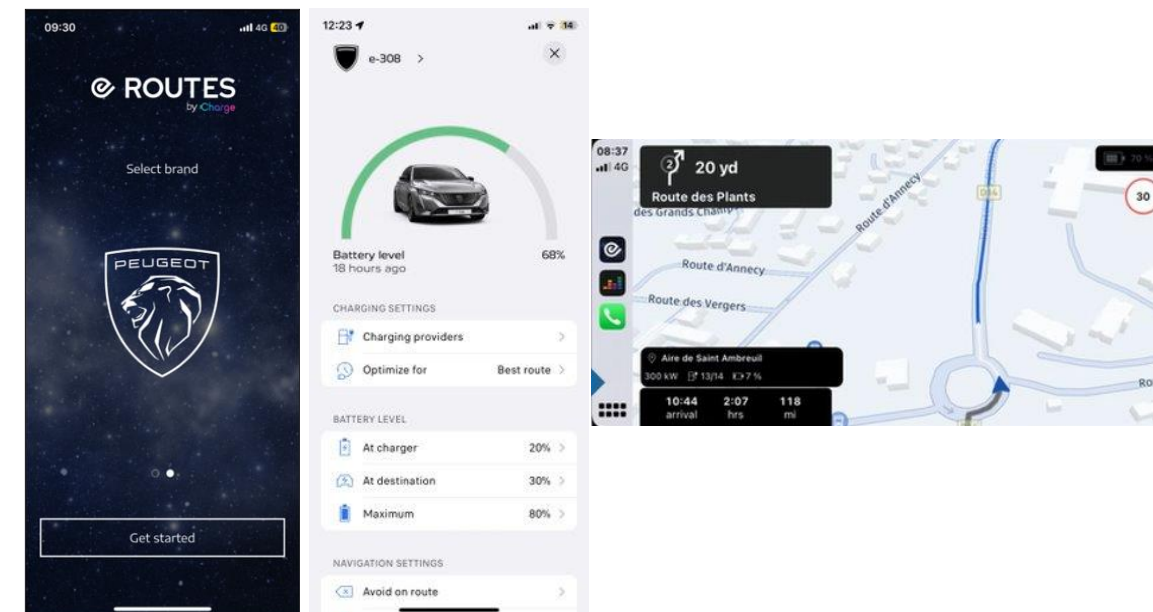 09:30
4G 40
ROUTES
by Charge
Select brand
PEUGEOT
Get started
12:23
14
e-308 >
Battery level 68%
18 hours ago
CHARGING SETTINGS
Charging providers >
Optimize for Best route >
BATTERY LEVEL
At charger 20% >
At destination 30% >
Maximum 80% >
NAVIGATION SETTINGS
Avoid on route >
08:37
4G
2 20 yd
Route des Plants
70 %
30
des Grands Champ
Route d'Annecy
Route d'Annecy
Route des Vergers
Aire de Saint Ambreuil
300 kW 13/14 7 %
10:44 2:07 118
arrival hrs mi